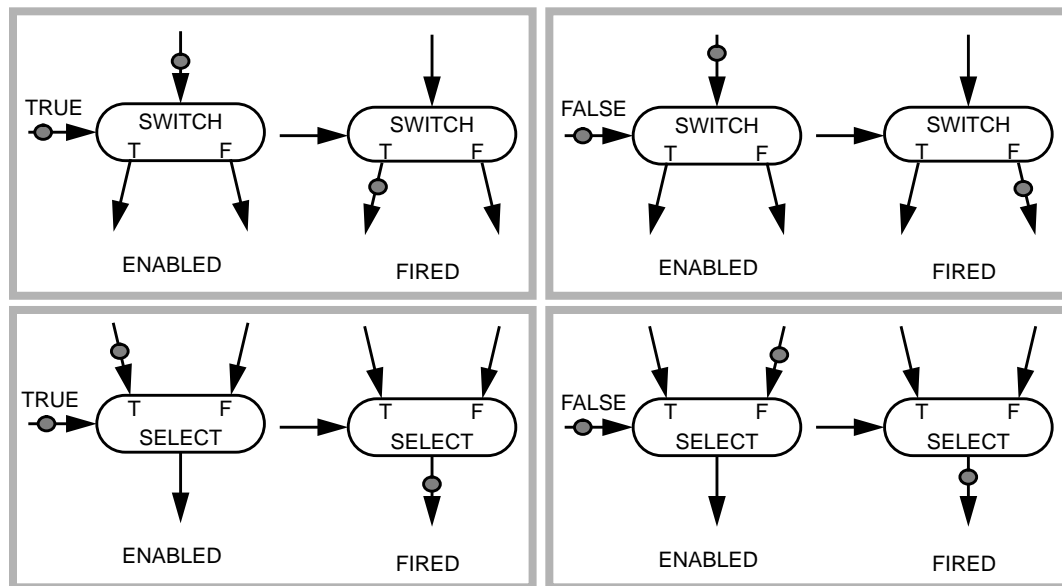 TRUE
SWITCH
T F
SWITCH
T F
ENABLED
FIRED
FALSE
SWITCH
T F
SWITCH
T F
ENABLED
FIRED
TRUE
T F
SELECT
T F
SELECT
ENABLED
FIRED
FALSE
T F
SELECT
T F
SELECT
ENABLED
FIRED